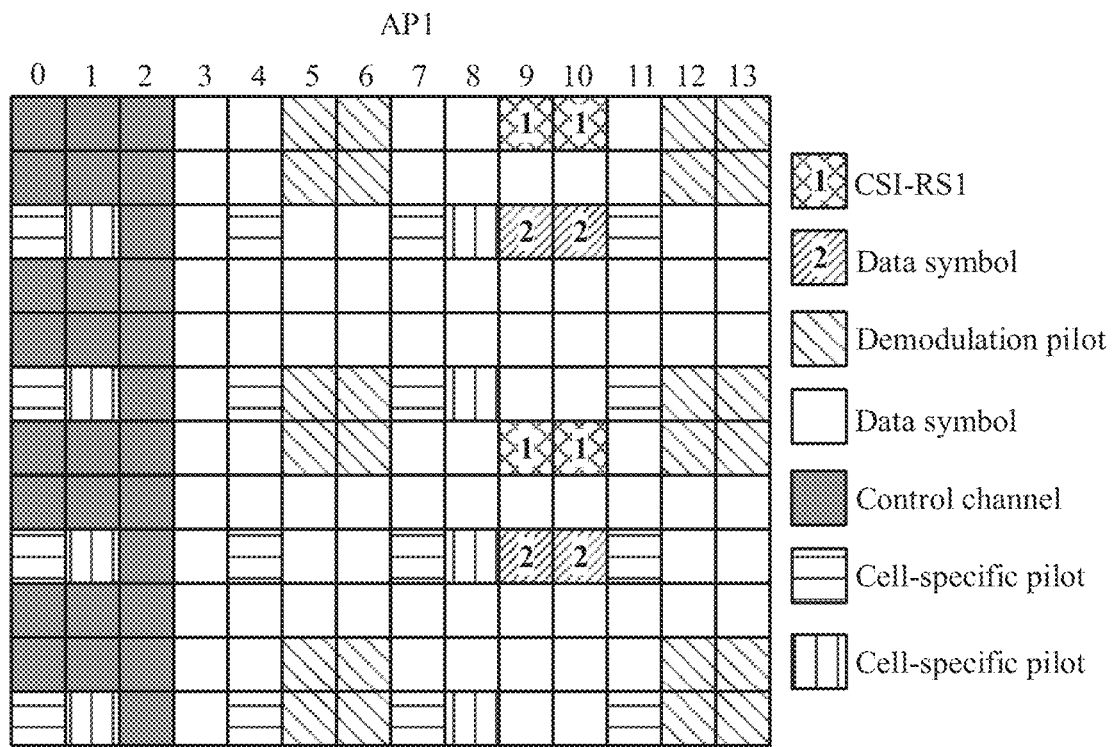 AP1
0 1 2 3 4 5 6 7 8 9 10 11 12 13
1 1
2 2
1 1
2 2
1 CSI-RS1
2 Data symbol
Demodulation pilot
Data symbol
Control channel
Cell-specific pilot
Cell-specific pilot